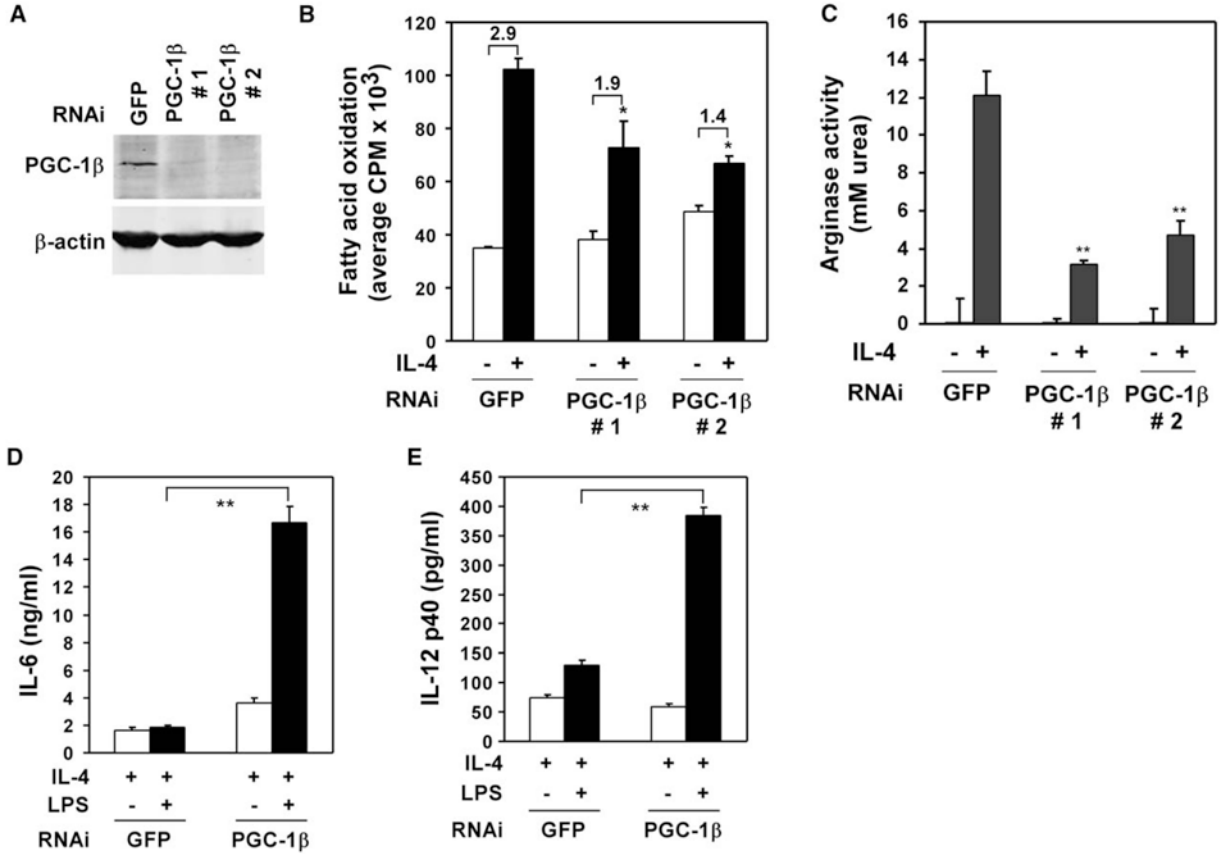 A
RNAi
GFP
PGC-1β
# 1
PGC-1β
# 2
PGC-1β
β-actin
B
Fatty acid oxidation
(average CPM x 10³)
120
100
80
60
40
20
0
2.9
1.9
*
1.4
*
IL-4 - + - + - +
RNAi GFP PGC-1β PGC-1β
# 1 # 2
C
Arginase activity
(mM urea)
16
14
12
10
8
6
4
2
0
**
**
IL-4 - + - + - +
RNAi GFP PGC-1β PGC-1β
# 1 # 2
D
IL-6 (ng/ml)
20
18
16
14
12
10
8
6
4
2
0
**
IL-4 + + + +
LPS - + - +
RNAi GFP PGC-1β
E
IL-12 p40 (pg/ml)
450
400
350
300
250
200
150
100
50
0
**
IL-4 + + + +
LPS - + - +
RNAi GFP PGC-1β